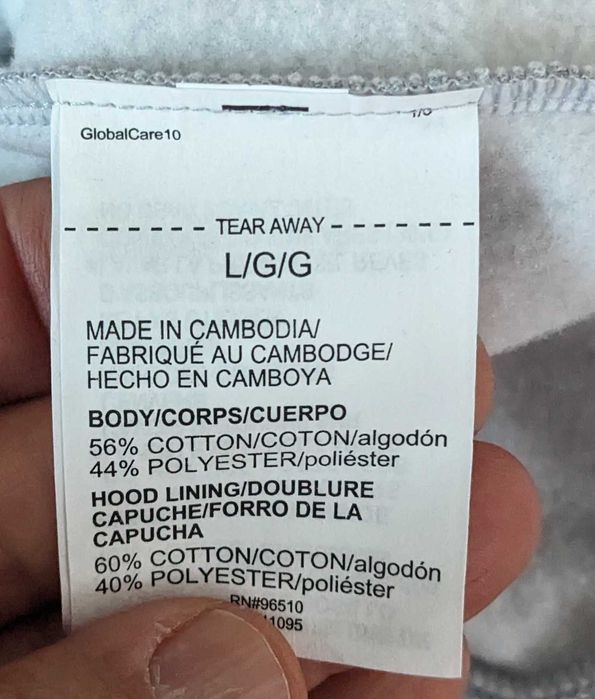 GlobalCare10
- - - - - - - TEAR AWAY - - - - - - -
L/G/G
MADE IN CAMBODIA/
FABRIQUÉ AU CAMBODGE/
HECHO EN CAMBOYA
BODY/CORPS/CUERPO
56% COTTON/COTON/algodón
44% POLYESTER/poliéster
HOOD LINING/DOUBLURE
CAPUCHE/FORRO DE LA
CAPUCHA
60% COTTON/COTON/algodón
40% POLYESTER/poliéster
RN#96510